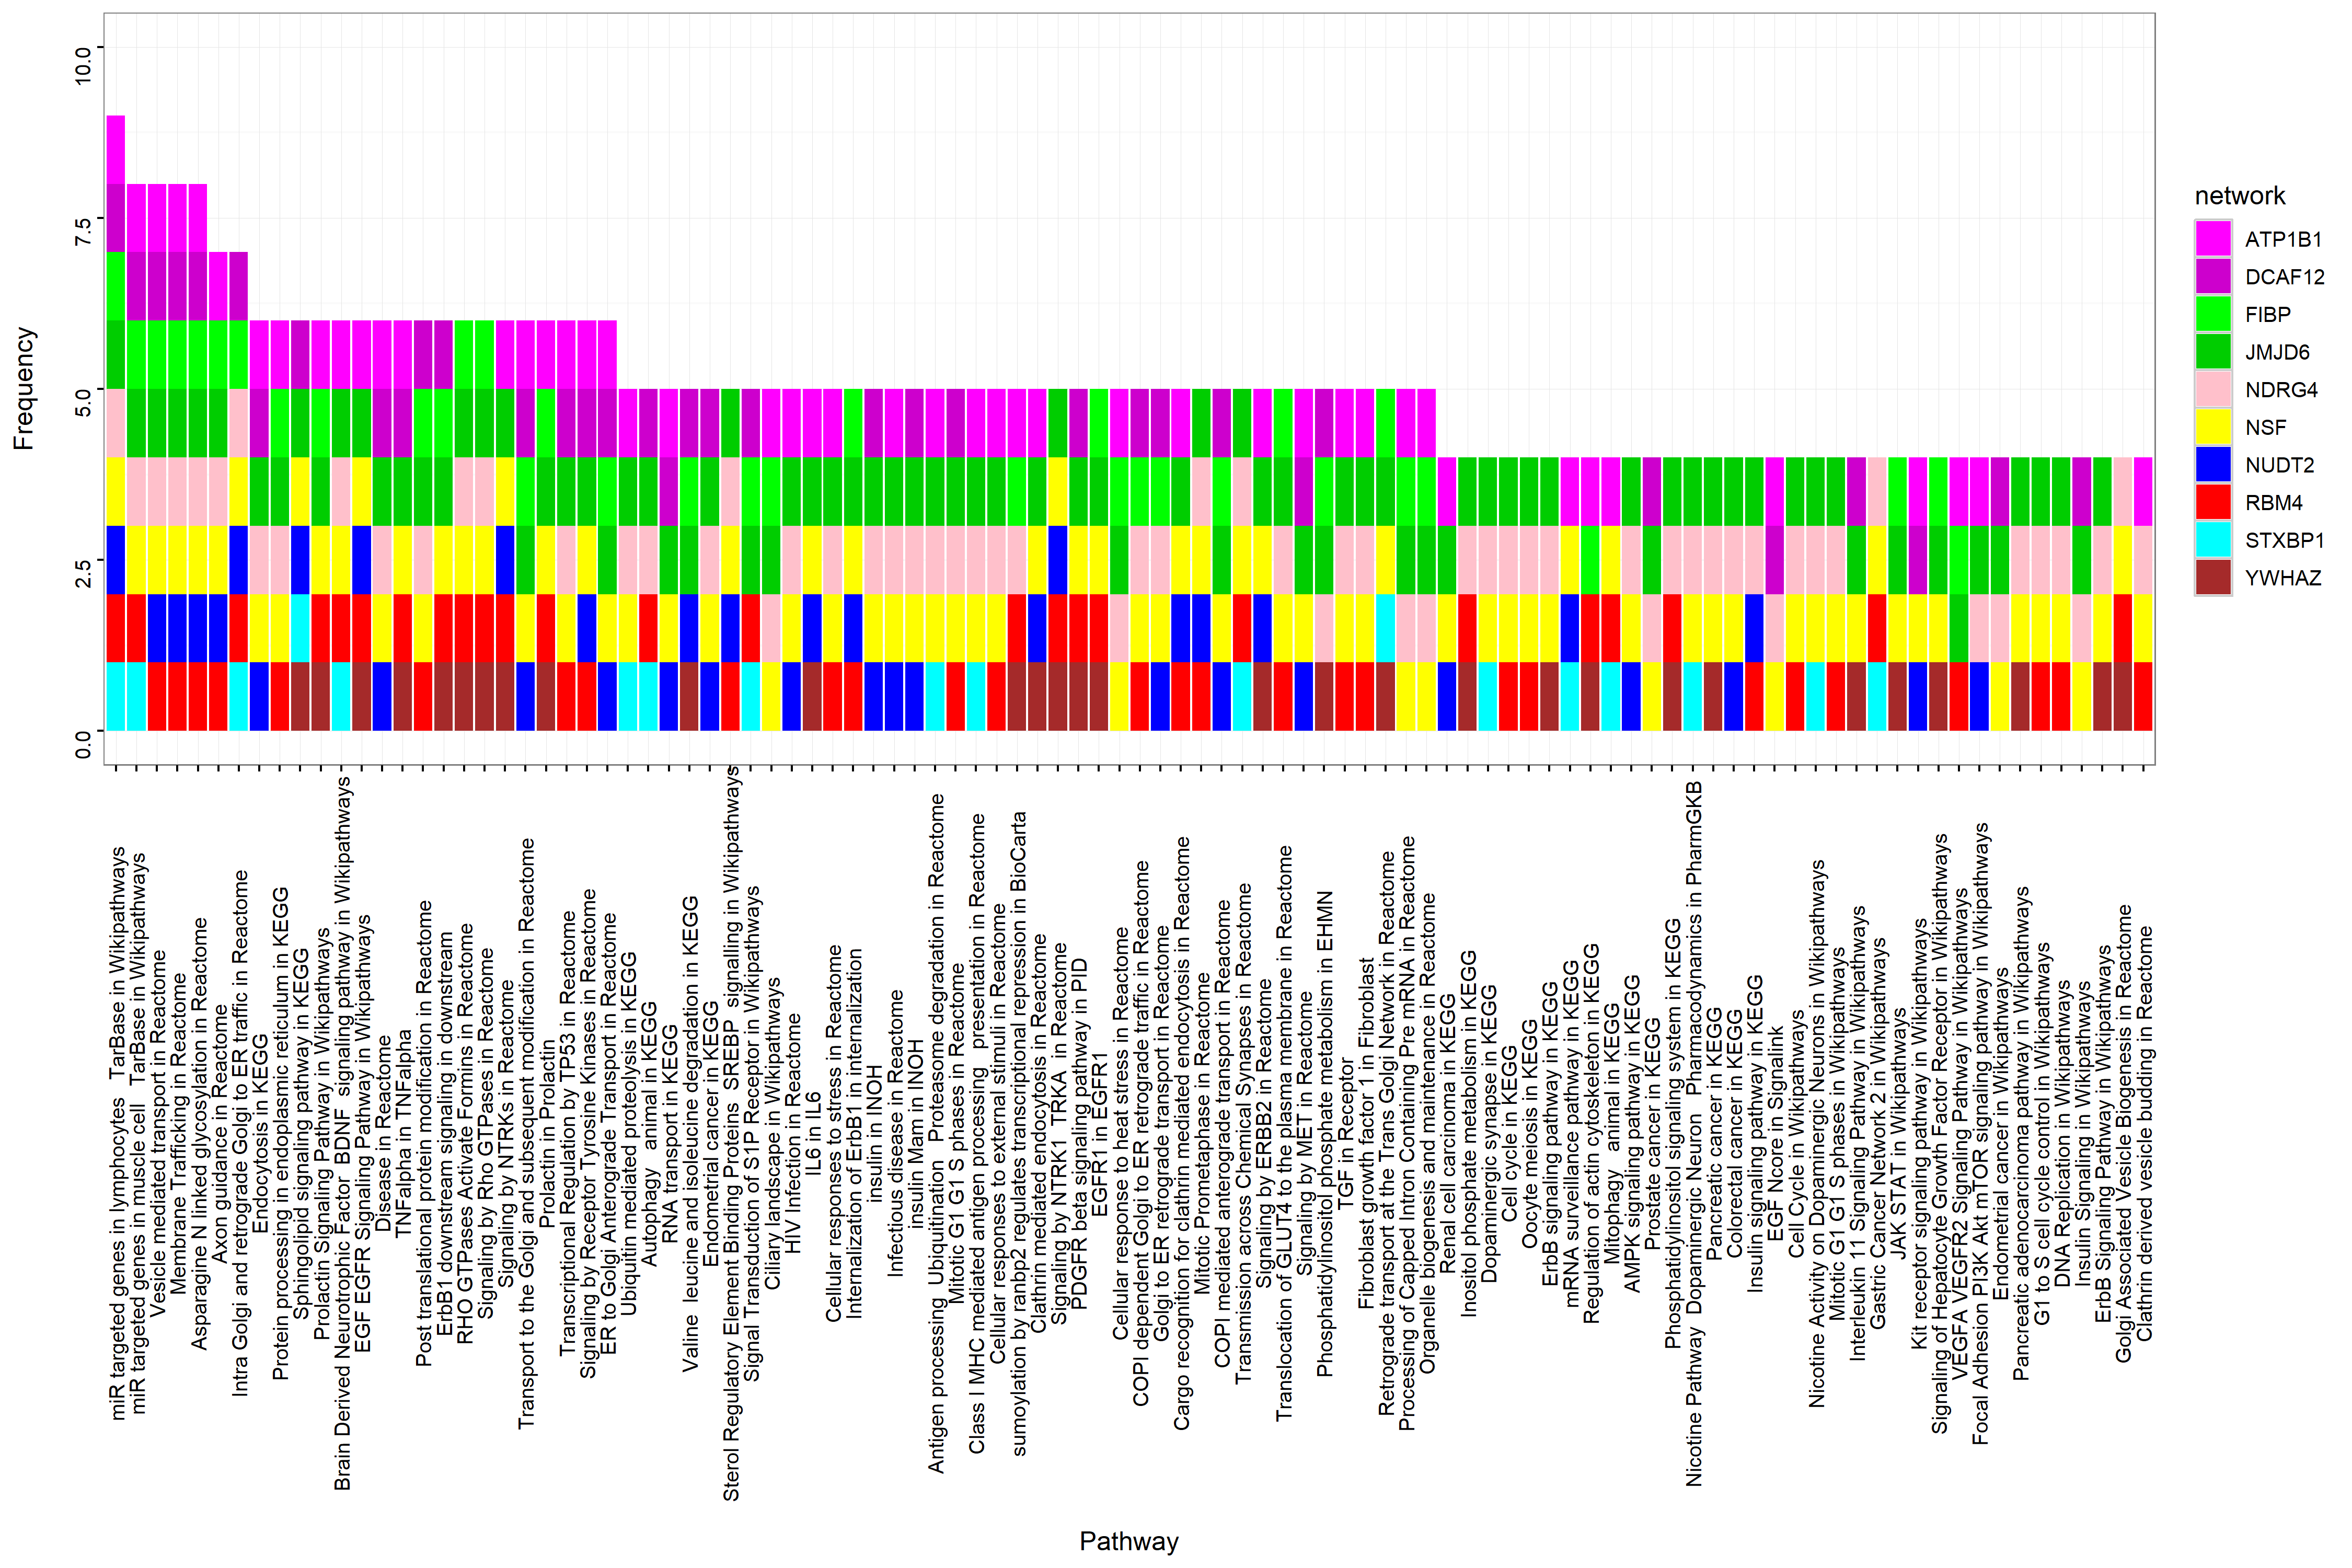 Frequency
10.0
7.5
5.0
2.5
0.0
network
ATP1B1
DCAF12
FIBP
JMJD6
NDRG4
NSF
NUDT2
RBM4
STXBP1
YWHAZ
miR targeted genes in lymphocytes   TarBase in Wikipathways
miR targeted genes in muscle cell   TarBase in Wikipathways
Vesicle mediated transport in Reactome
Membrane Trafficking in Reactome
Asparagine N linked glycosylation in Reactome
Axon guidance in Reactome
Intra Golgi and retrograde Golgi to ER traffic in Reactome
Endocytosis in KEGG
Protein processing in endoplasmic reticulum in KEGG
Sphingolipid signaling pathway in KEGG
Prolactin Signaling Pathway in Wikipathways
Brain Derived Neurotrophic Factor  BDNF  signaling pathway in Wikipathways
EGF EGFR Signaling Pathway in Wikipathways
Disease in Reactome
TNFalpha in TNFalpha
Post translational protein modification in Reactome
ErbB1 downstream signaling in downstream
RHO GTPases Activate Formins in Reactome
Signaling by Rho GTPases in Reactome
Signaling by NTRKs in Reactome
Transport to the Golgi and subsequent modification in Reactome
Prolactin in Prolactin
Transcriptional Regulation by TP53 in Reactome
Signaling by Receptor Tyrosine Kinases in Reactome
ER to Golgi Anterograde Transport in Reactome
Ubiquitin mediated proteolysis in KEGG
Autophagy   animal in KEGG
RNA transport in KEGG
Valine  leucine and isoleucine degradation in KEGG
Endometrial cancer in KEGG
Sterol Regulatory Element Binding Proteins  SREBP  signalling in Wikipathways
Signal Transduction of S1P Receptor in Wikipathways
Ciliary landscape in Wikipathways
HIV Infection in Reactome
IL6 in IL6
Cellular responses to stress in Reactome
Internalization of ErbB1 in internalization
insulin in INOH
Infectious disease in Reactome
insulin Mam in INOH
Antigen processing  Ubiquitination   Proteasome degradation in Reactome
Mitotic G1 G1 S phases in Reactome
Class I MHC mediated antigen processing   presentation in Reactome
Cellular responses to external stimuli in Reactome
sumoylation by ranbp2 regulates transcriptional repression in BioCarta
Clathrin mediated endocytosis in Reactome
Signaling by NTRK1  TRKA  in Reactome
PDGFR beta signaling pathway in PID
EGFR1 in EGFR1
Cellular response to heat stress in Reactome
COPI dependent Golgi to ER retrograde traffic in Reactome
Golgi to ER retrograde transport in Reactome
Cargo recognition for clathrin mediated endocytosis in Reactome
Mitotic Prometaphase in Reactome
COPI mediated anterograde transport in Reactome
Transmission across Chemical Synapses in Reactome
Signaling by ERBB2 in Reactome
Translocation of GLUT4 to the plasma membrane in Reactome
Signaling by MET in Reactome
Phosphatidylinositol phosphate metabolism in EHMN
TGF in Receptor
Fibroblast growth factor 1 in Fibroblast
Retrograde transport at the Trans Golgi Network in Reactome
Processing of Capped Intron Containing Pre mRNA in Reactome
Organelle biogenesis and maintenance in Reactome
Renal cell carcinoma in KEGG
Inositol phosphate metabolism in KEGG
Dopaminergic synapse in KEGG
Cell cycle in KEGG
Oocyte meiosis in KEGG
ErbB signaling pathway in KEGG
mRNA surveillance pathway in KEGG
Regulation of actin cytoskeleton in KEGG
Mitophagy   animal in KEGG
AMPK signaling pathway in KEGG
Prostate cancer in KEGG
Phosphatidylinositol signaling system in KEGG
Nicotine Pathway  Dopaminergic Neuron   Pharmacodynamics in PharmGKB
Pancreatic cancer in KEGG
Colorectal cancer in KEGG
Insulin signaling pathway in KEGG
EGF Ncore in Signalink
Cell Cycle in Wikipathways
Nicotine Activity on Dopaminergic Neurons in Wikipathways
Mitotic G1 G1 S phases in Wikipathways
Interleukin 11 Signaling Pathway in Wikipathways
Gastric Cancer Network 2 in Wikipathways
JAK STAT in Wikipathways
Kit receptor signaling pathway in Wikipathways
Signaling of Hepatocyte Growth Factor Receptor in Wikipathways
VEGFA VEGFR2 Signaling Pathway in Wikipathways
Focal Adhesion PI3K Akt mTOR signaling pathway in Wikipathways
Endometrial cancer in Wikipathways
Pancreatic adenocarcinoma pathway in Wikipathways
G1 to S cell cycle control in Wikipathways
DNA Replication in Wikipathways
Insulin Signaling in Wikipathways
ErbB Signaling Pathway in Wikipathways
Golgi Associated Vesicle Biogenesis in Reactome
Clathrin derived vesicle budding in Reactome
Pathway